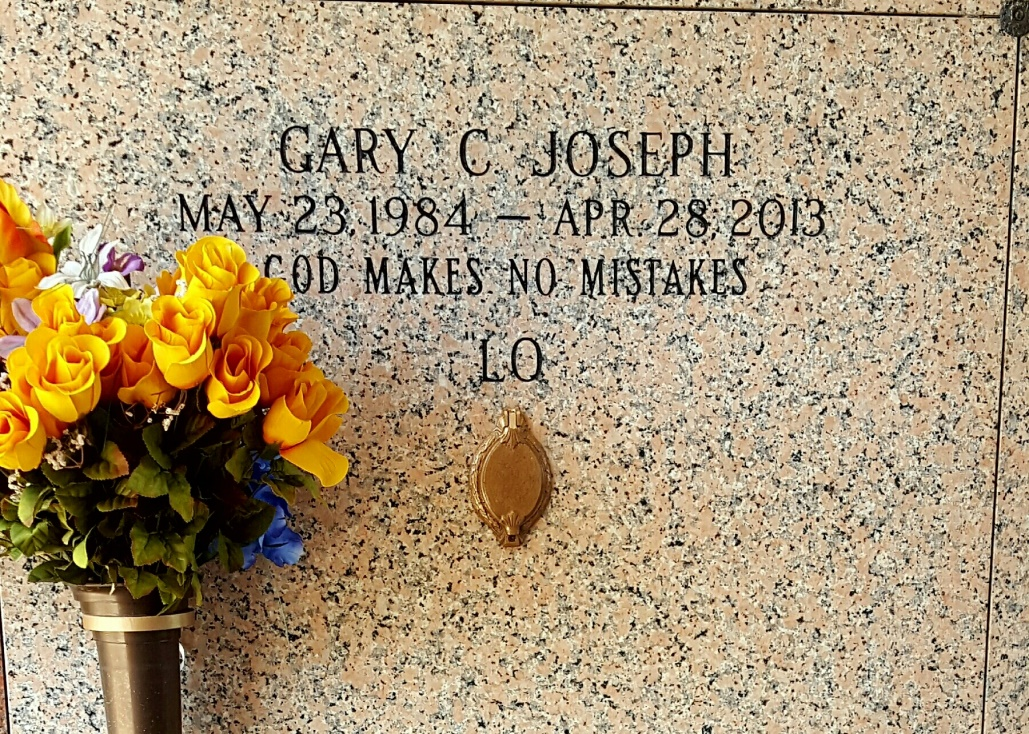 GARY C JOSEPH
MAY 23, 1984 — APR 28, 2013
GOD MAKES NO MISTAKES
LO